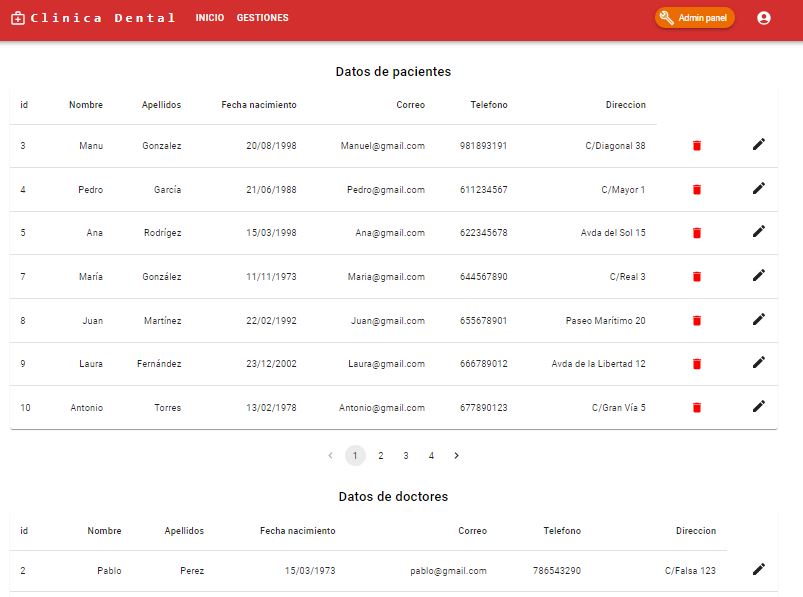 Clinica Dental INICIO GESTIONES Admin panel
Datos de pacientes
id Nombre Apellidos Fecha nacimiento Correo Telefono Direccion
3 Manu Gonzalez 20/08/1998 Manuel@gmail.com 981893191 C/Diagonal 38
4 Pedro García 21/06/1988 Pedro@gmail.com 611234567 C/Mayor 1
5 Ana Rodrígez 15/03/1998 Ana@gmail.com 622345678 Avda del Sol 15
7 María González 11/11/1973 Maria@gmail.com 644567890 C/Real 3
8 Juan Martínez 22/02/1992 Juan@gmail.com 655678901 Paseo Marítimo 20
9 Laura Fernández 23/12/2002 Laura@gmail.com 666789012 Avda de la Libertad 12
10 Antonio Torres 13/02/1978 Antonio@gmail.com 677890123 C/Gran Vía 5
1 2 3 4
Datos de doctores
id Nombre Apellidos Fecha nacimiento Correo Telefono Direccion
2 Pablo Perez 15/03/1973 pablo@gmail.com 786543290 C/Falsa 123